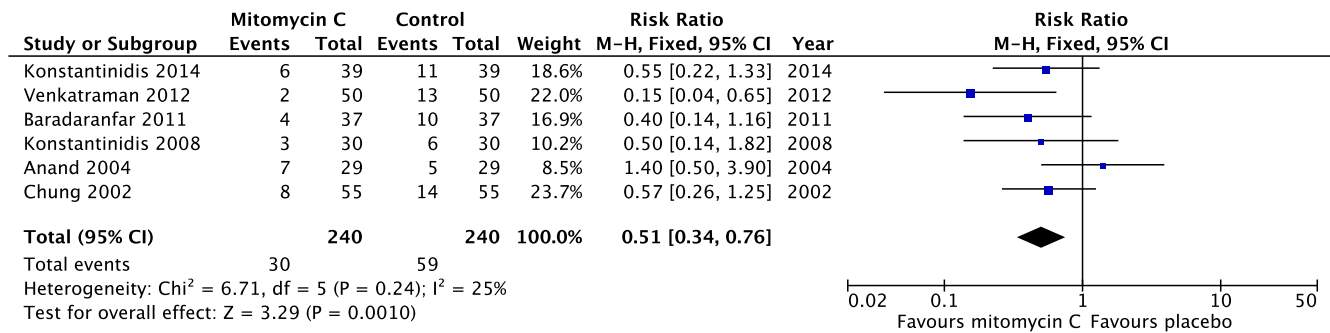 Mitomycin C Control Risk Ratio Risk Ratio
Study or Subgroup Events Total Events Total Weight M-H, Fixed, 95% CI Year M-H, Fixed, 95% CI
Konstantinidis 2014 6 39 11 39 18.6% 0.55 [0.22, 1.33] 2014
Venkatraman 2012 2 50 13 50 22.0% 0.15 [0.04, 0.65] 2012
Baradaranfar 2011 4 37 10 37 16.9% 0.40 [0.14, 1.16] 2011
Konstantinidis 2008 3 30 6 30 10.2% 0.50 [0.14, 1.82] 2008
Anand 2004 7 29 5 29 8.5% 1.40 [0.50, 3.90] 2004
Chung 2002 8 55 14 55 23.7% 0.57 [0.26, 1.25] 2002
Total (95% CI) 240 240 100.0% 0.51 [0.34, 0.76]
Total events 30 59
Heterogeneity: Chi² = 6.71, df = 5 (P = 0.24); I² = 25%
Test for overall effect: Z = 3.29 (P = 0.0010)
0.02 0.1 1 10 50
Favours mitomycin C Favours placebo